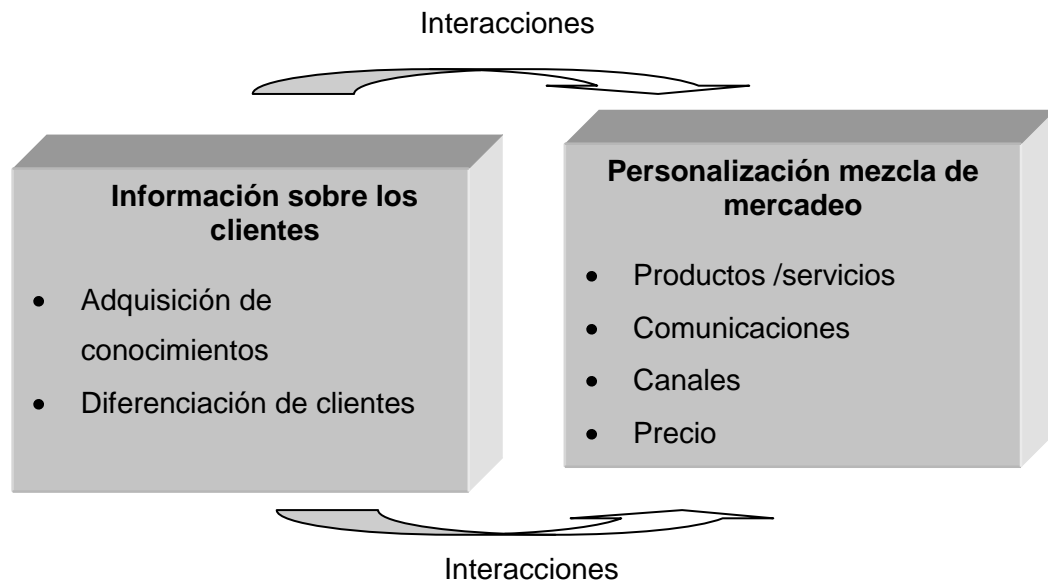 Interacciones
Información sobre los
clientes
• Adquisición de
conocimientos
• Diferenciación de clientes
Personalización mezcla de
mercadeo
• Productos /servicios
• Comunicaciones
• Canales
• Precio
Interacciones